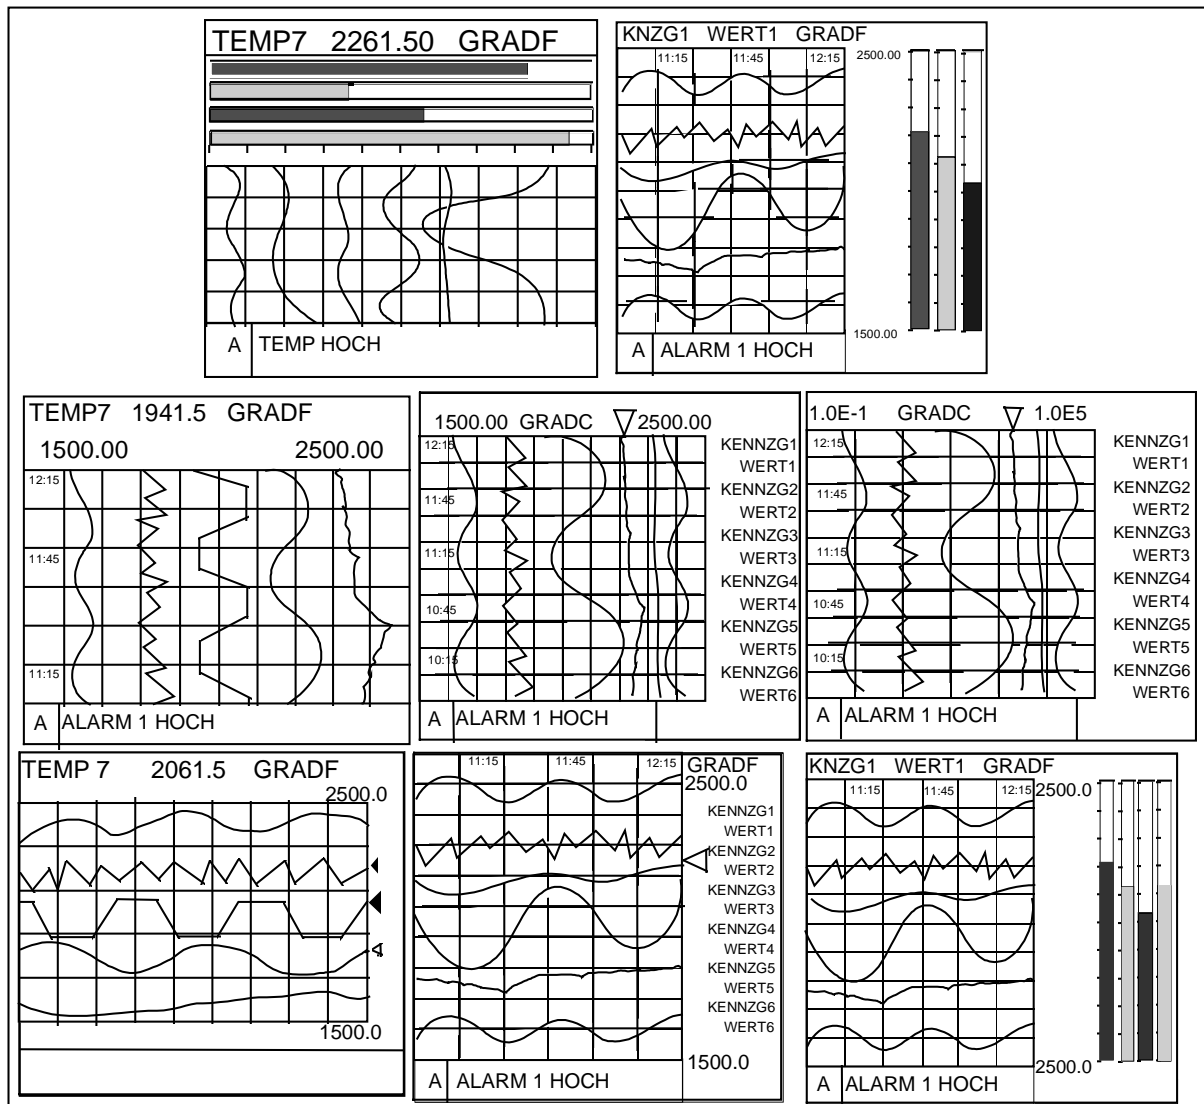 TEMP7 2261.50 GRADF
A TEMP HOCH
KNZG1 WERT1 GRADF
11:15 11:45 12:15
2500.00
1500.00
A ALARM 1 HOCH
TEMP7 1941.5 GRADF
1500.00 2500.00
12:15
11:45
11:15
A ALARM 1 HOCH
1500.00 GRADC 2500.00
12:15
11:45
11:15
10:45
10:15
KENNZG1
WERT1
KENNZG2
WERT2
KENNZG3
WERT3
KENNZG4
WERT4
KENNZG5
WERT5
KENNZG6
WERT6
A ALARM 1 HOCH
1.0E-1 GRADC 1.0E5
12:15
11:45
11:15
10:45
10:15
KENNZG1
WERT1
KENNZG2
WERT2
KENNZG3
WERT3
KENNZG4
WERT4
KENNZG5
WERT5
KENNZG6
WERT6
A ALARM 1 HOCH
TEMP 7 2061.5 GRADF
2500.0
1500.0
11:15 11:45 12:15
GRADF
2500.0
KENNZG1
WERT1
KENNZG2
WERT2
KENNZG3
WERT3
KENNZG4
WERT4
KENNZG5
WERT5
KENNZG6
WERT6
1500.0
A ALARM 1 HOCH
KNZG1 WERT1 GRADF
11:15 11:45 12:15
2500.0
2500.0
A ALARM 1 HOCH